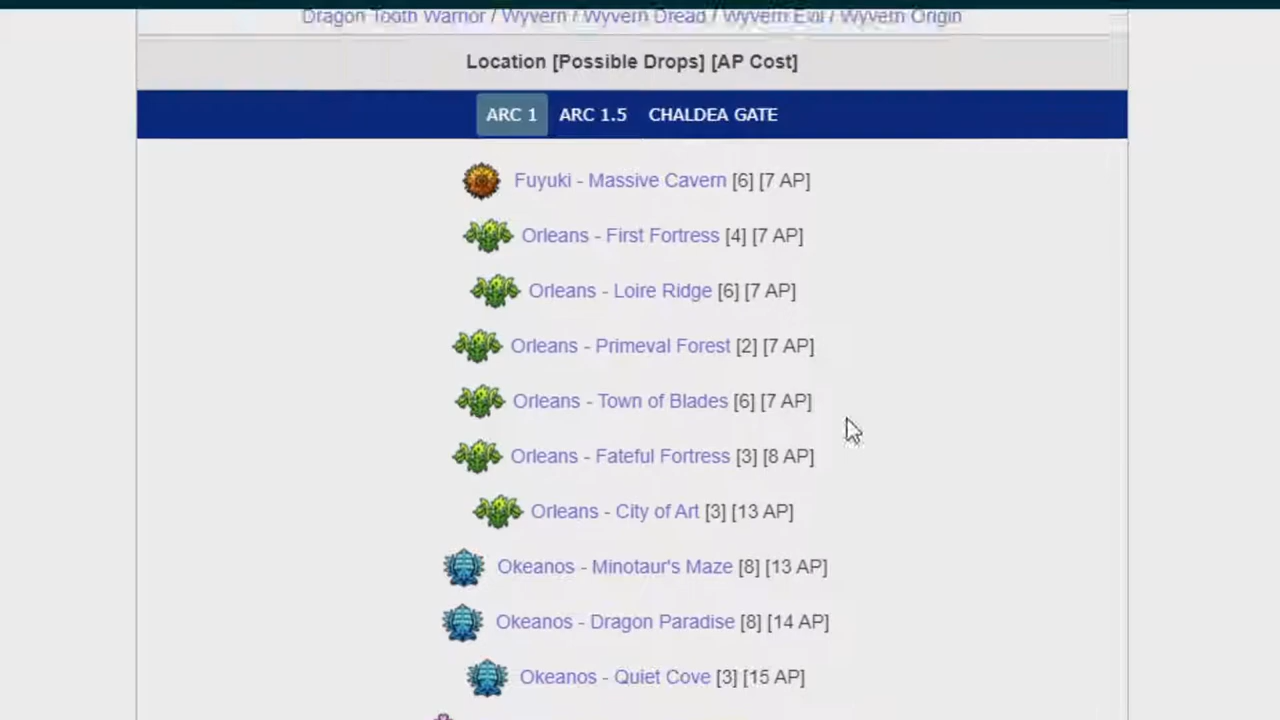 Dragon Tooth Warrior / Wyvern / Wyvern Dread / Wyvern Evil / Wyvern Origin
Location [Possible Drops] [AP Cost]
ARC 1 ARC 1.5 CHALDEA GATE
Fuyuki - Massive Cavern [6] [7 AP]
Orleans - First Fortress [4] [7 AP]
Orleans - Loire Ridge [6] [7 AP]
Orleans - Primeval Forest [2] [7 AP]
Orleans - Town of Blades [6] [7 AP]
Orleans - Fateful Fortress [3] [8 AP]
Orleans - City of Art [3] [13 AP]
Okeanos - Minotaur's Maze [8] [13 AP]
Okeanos - Dragon Paradise [8] [14 AP]
Okeanos - Quiet Cove [3] [15 AP]